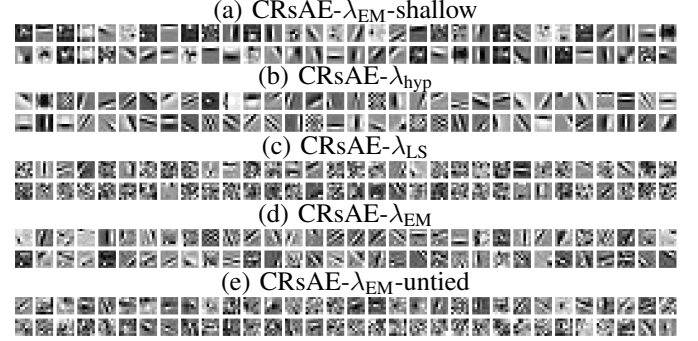 (a) CRsAE-λEM-shallow
(b) CRsAE-λhyp
(c) CRsAE-λLS
(d) CRsAE-λEM
(e) CRsAE-λEM-untied